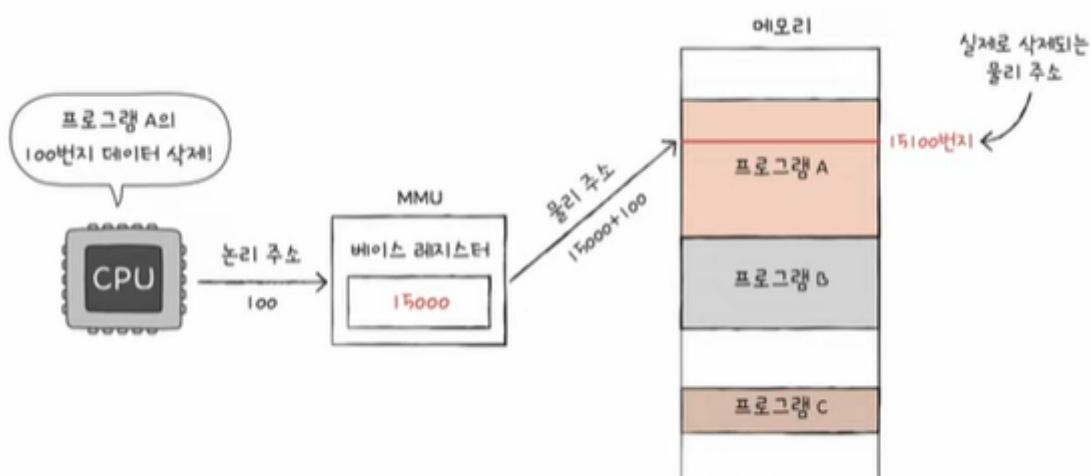 프로그램 A의
100번지 데이터 삭제!
CPU
논리 주소
100
MMU
베이스 레지스터
15000
물리 주소
15000+100
메모리
프로그램 A
프로그램 B
프로그램 C
15100번지
실제로 삭제되는
물리 주소